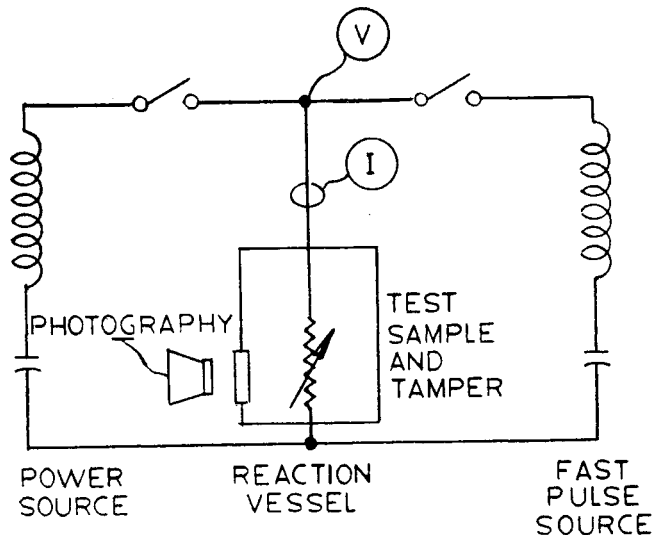 V
I
PHOTOGRAPHY
TEST
SAMPLE
AND
TAMPER
POWER
SOURCE
REACTION
VESSEL
FAST
PULSE
SOURCE